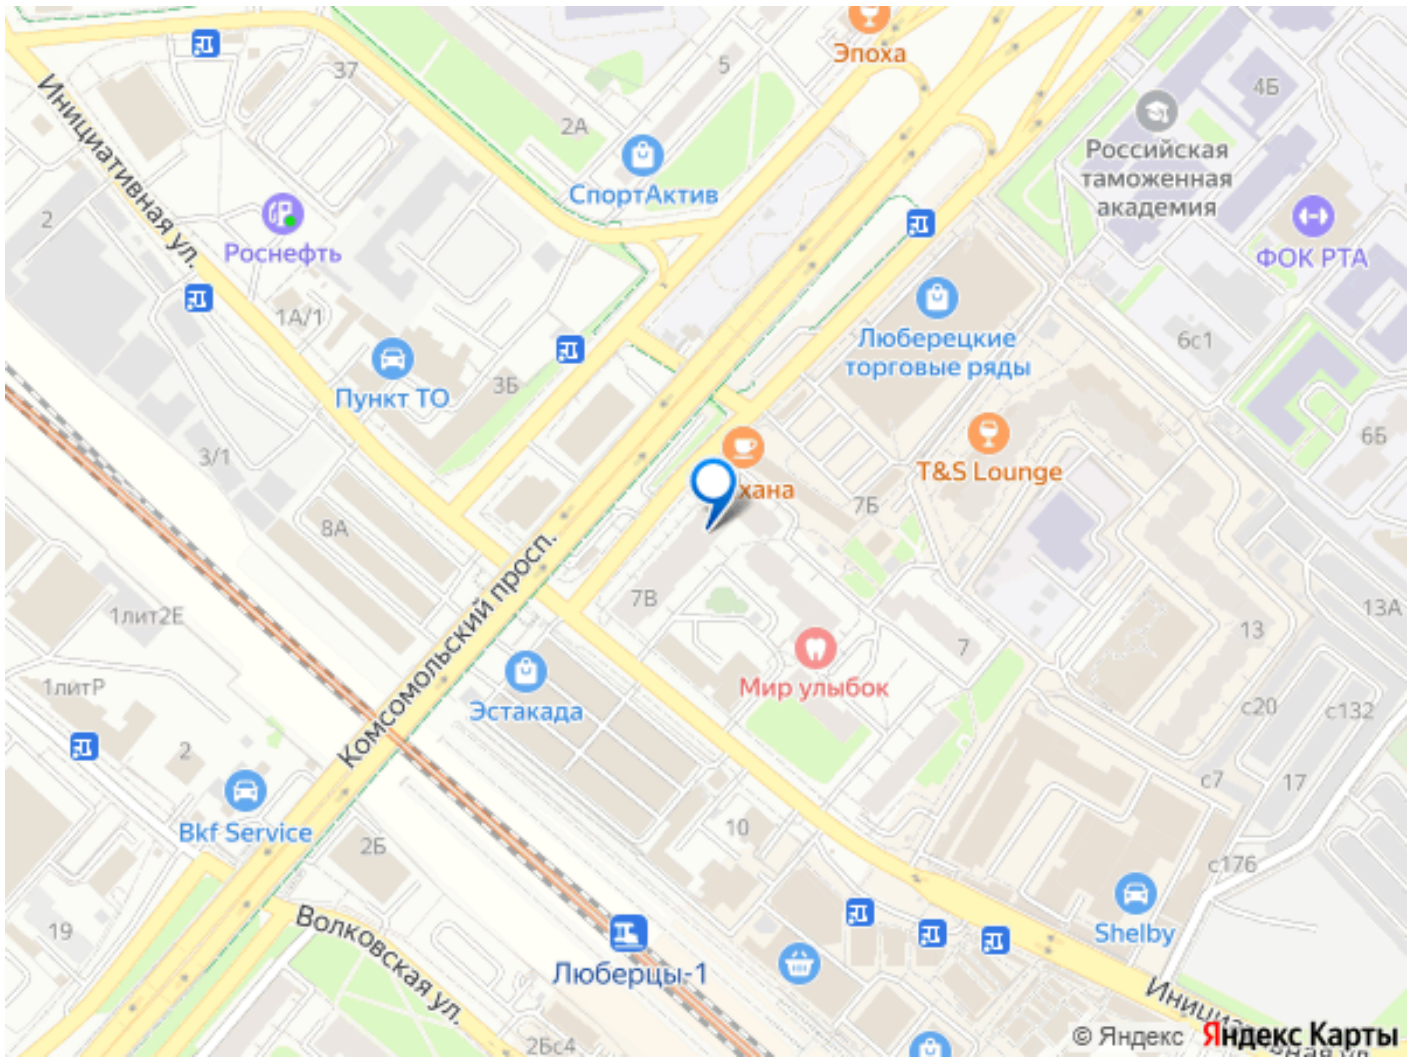 Эпоха
5
37
4Б
2А
Российская
таможенная
академия
СпортАктив
Инициативная ул.
2
Роснефть
ФОК РТА
1А/1
Люберецкие
торговые ряды
6с1
Пункт ТО
3Б
6Б
3/1
T&S Lounge
хана
7Б
8А
Комсомольский просп.
7В
1лит2Е
13А
13
7
1литР
Мир улыбок
Эстакада
с20
с132
2
с7
17
Bkf Service
10
2Б
с176
19
Shelby
Волковская ул.
Люберцы-1
2Бс4
© Яндекс Яндекс Карты